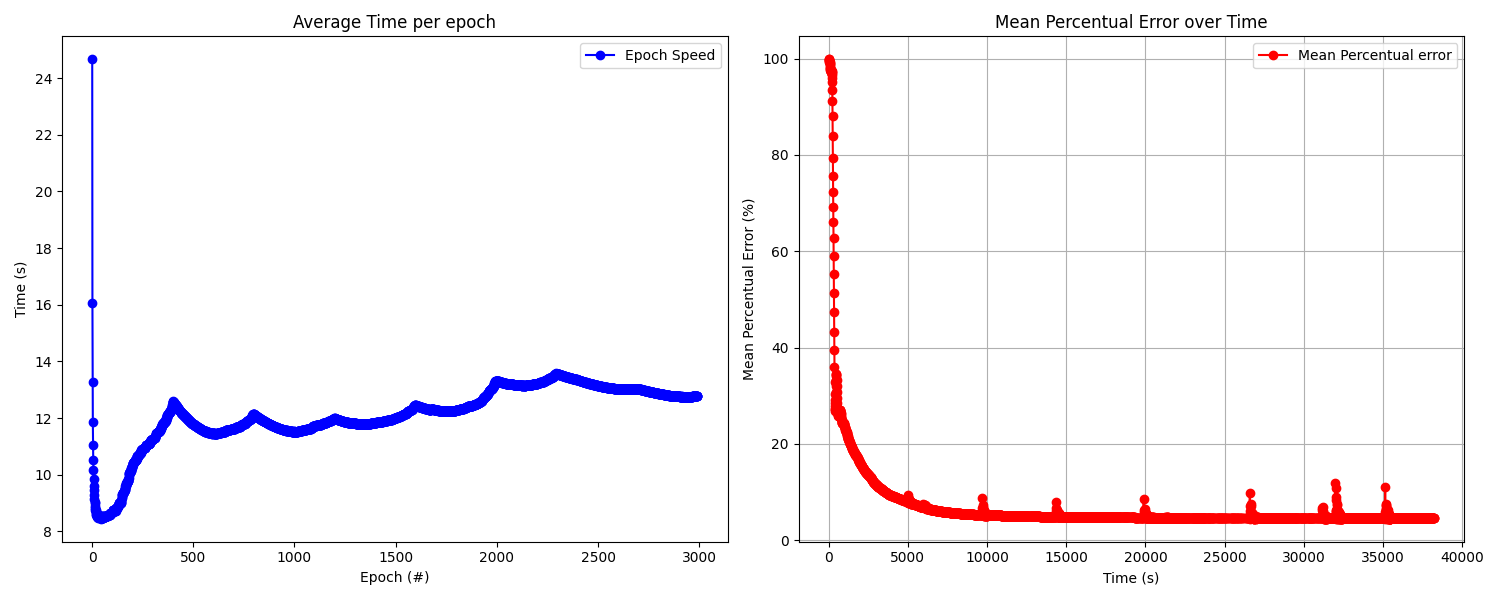 Average Time per epoch
Epoch Speed
Time (s)
24
22
20
18
16
14
12
10
8
0 500 1000 1500 2000 2500 3000
Epoch (#)
Mean Percentual Error over Time
Mean Percentual error
Mean Percentual Error (%)
100
80
60
40
20
0
0 5000 10000 15000 20000 25000 30000 35000 40000
Time (s)